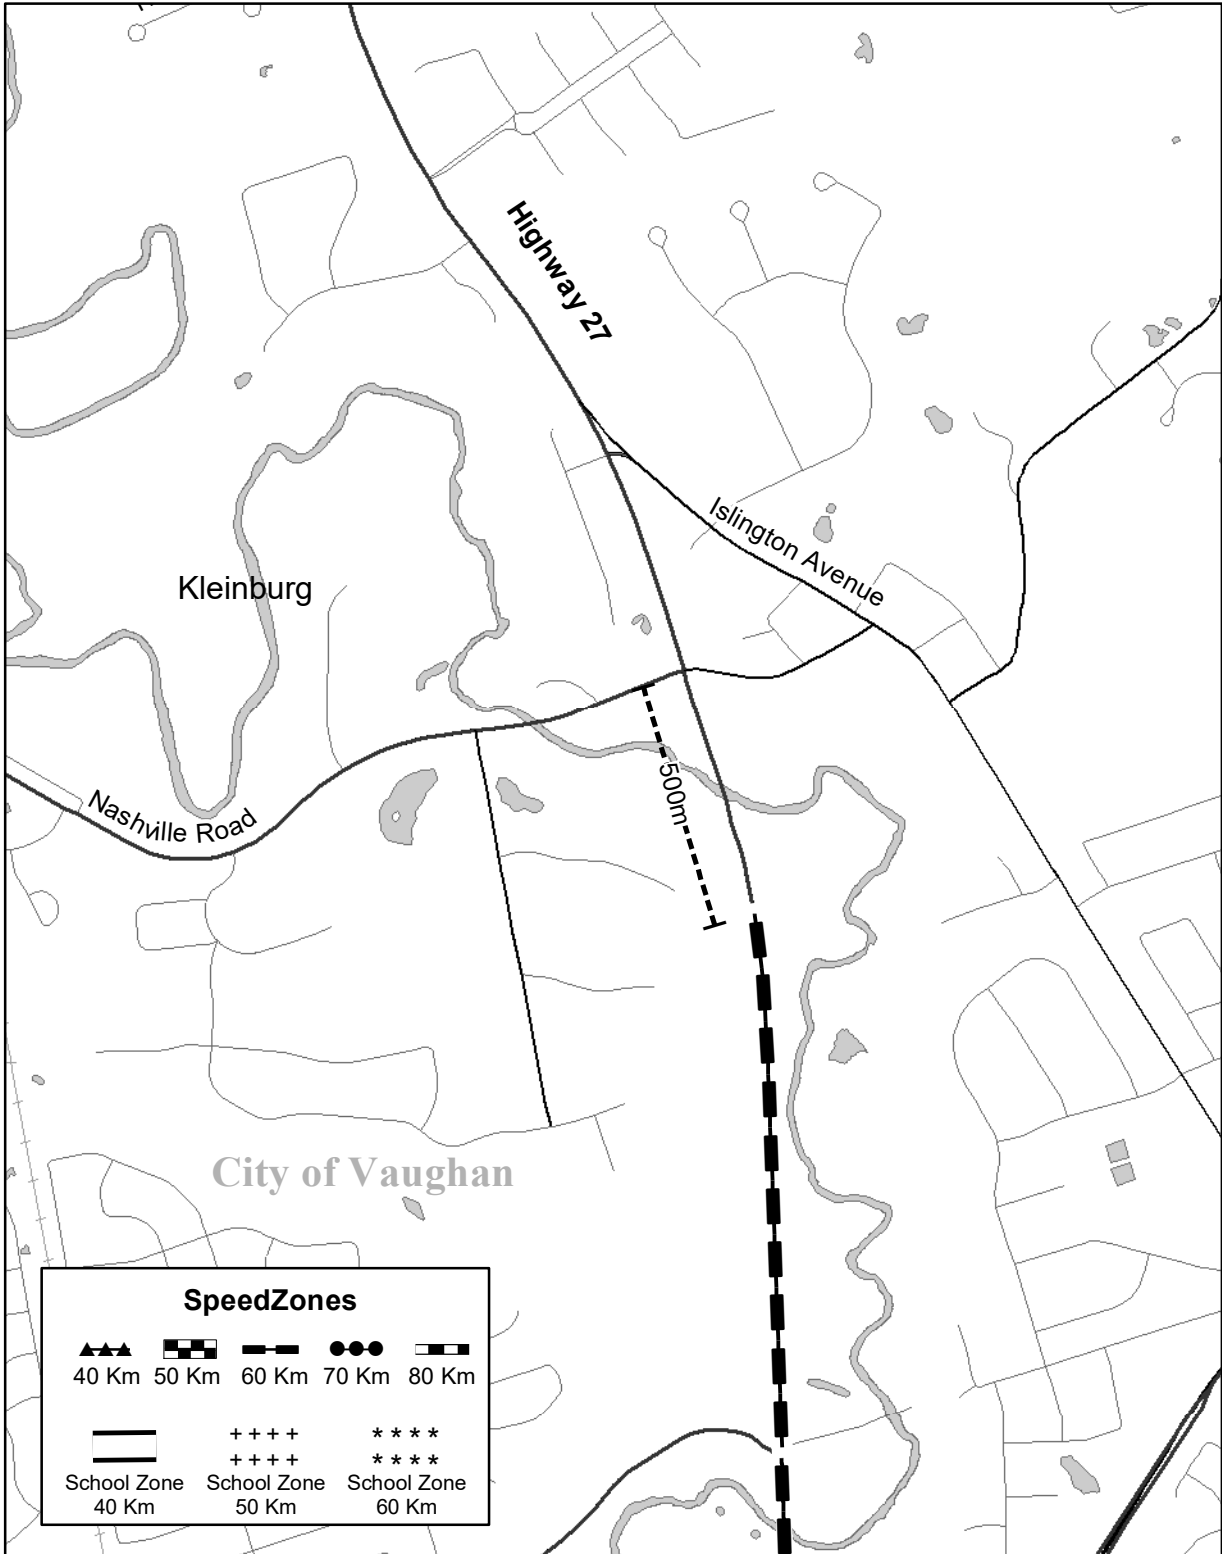 Highway 27
Islington Avenue
Kleinburg
500m
Nashville Road
City of Vaughan
SpeedZones
40 Km 50 Km 60 Km 70 Km 80 Km
School Zone School Zone School Zone
40 Km 50 Km 60 Km